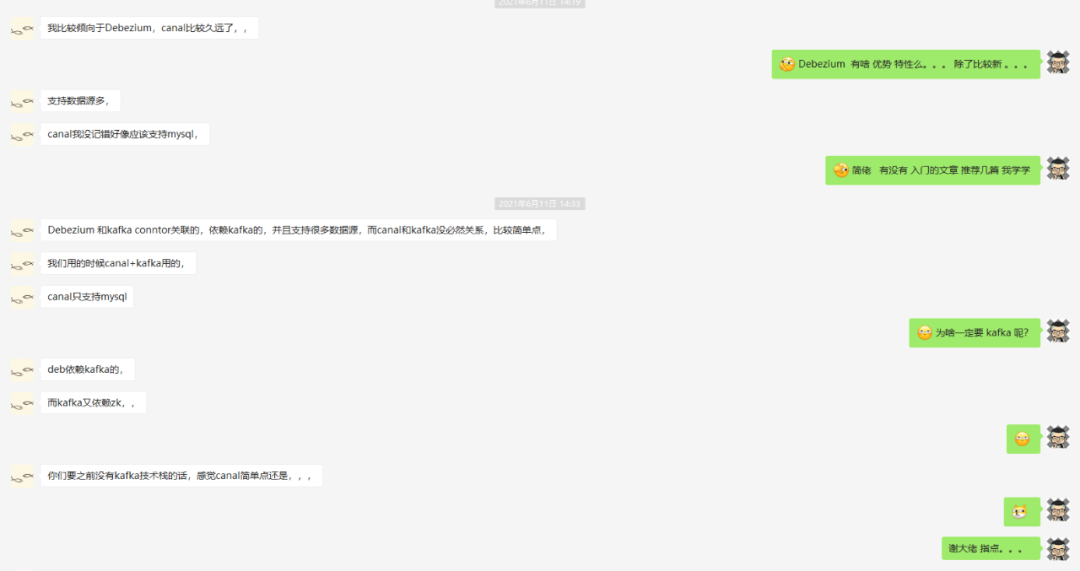 2021年6月11日 14:19
我比较倾向于Debezium，canal比较久远了，，
Debezium 有啥 优势 特性么。。。 除了比较新 。。。
支持数据源多，
canal我没记错好像应该支持mysql，
简佬 有没有 入门的文章 推荐几篇 我学学
2021年6月11日 14:33
Debezium 和kafka conntor关联的，依赖kafka的，并且支持很多数据源，而canal和kafka没必然关系，比较简单点，
我们用的时候canal+kafka用的，
canal只支持mysql
为啥一定要 kafka 呢？
deb依赖kafka的，
而kafka又依赖zk，，
你们要之前没有kafka技术栈的话，感觉canal简单点还是，，，
谢大佬 指点。。。